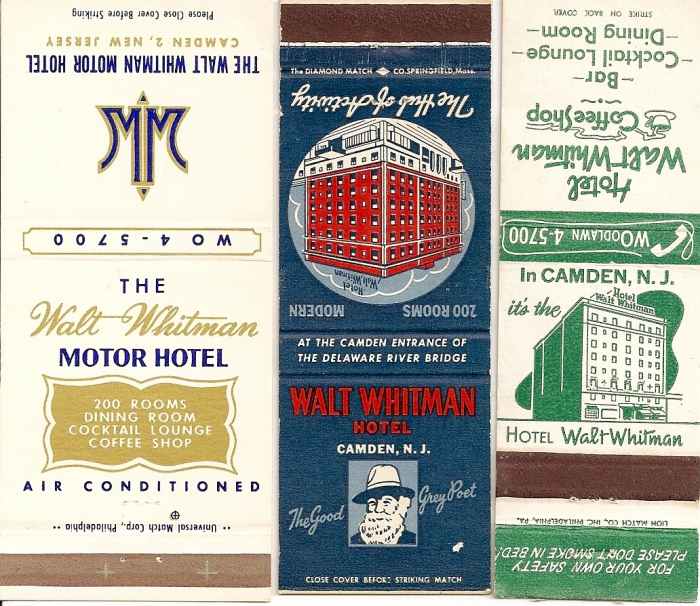 Please Close Cover Before Striking
CAMDEN 2, NEW JERSEY
THE WALT WHITMAN MOTOR HOTEL
WO 4-5700
THE
Walt Whitman
MOTOR HOTEL
200 ROOMS
DINING ROOM
COCKTAIL LOUNGE
COFFEE SHOP
AIR CONDITIONED
•• Universal Match Corp., Philadelphia ••
The DIAMOND MATCH CO. SPRINGFIELD, Mass.
The Hub of Activity
Hotel
Walt Whitman
200 ROOMS
MODERN
AT THE CAMDEN ENTRANCE OF
THE DELAWARE RIVER BRIDGE
WALT WHITMAN
HOTEL
CAMDEN, N. J.
The Good Grey Poet
CLOSE COVER BEFORE STRIKING MATCH
STRIKE ON BACK COVER
Hotel
Walt Whitman
Coffee Shop
-Bar-
-Cocktail Lounge-
-Dining Room-
WOODLAWN 4-5700
In CAMDEN, N. J.
it's the
Hotel
Walt Whitman
HOTEL Walt Whitman
LION MATCH CO., INC. PHILADELPHIA, PA.
FOR YOUR OWN SAFETY
PLEASE DON'T SMOKE IN BED!